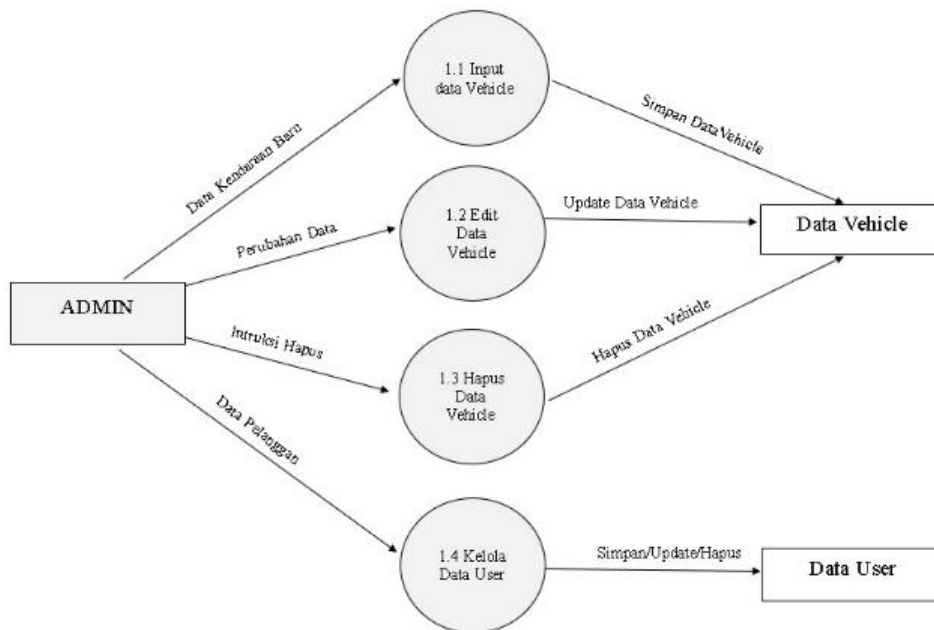 1.1 Input
data Vehicle
Data Kendaraan Baru
Simpan DataVehicle
1.2 Edit
Data
Vehicle
Perubahan Data
Update Data Vehicle
Data Vehicle
ADMIN
Intruksi Hapus
1.3 Hapus
Data
Vehicle
Hapus Data Vehicle
Data Pelanggan
1.4 Kelola
Data User
Simpan/Update/Hapus
Data User